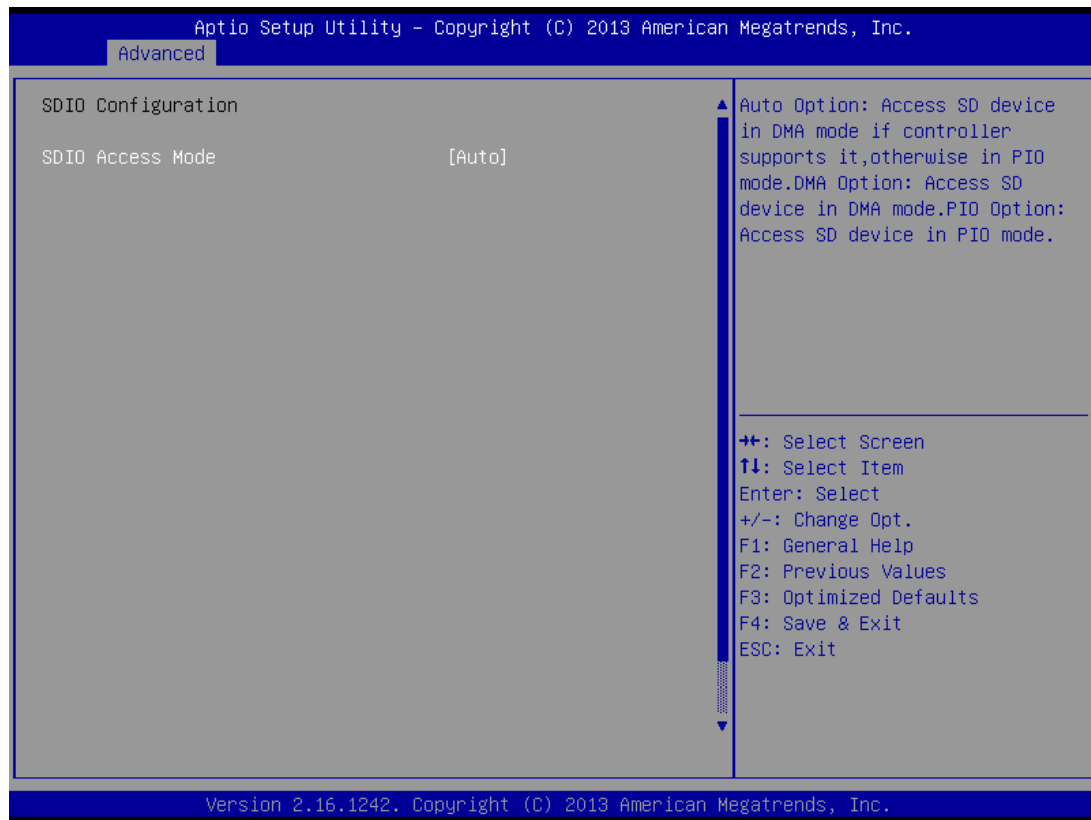 Aptio Setup Utility – Copyright (C) 2013 American Megatrends, Inc.
Advanced
SDIO Configuration
SDIO Access Mode [Auto]
Auto Option: Access SD device
in DMA mode if controller
supports it,otherwise in PIO
mode.DMA Option: Access SD
device in DMA mode.PIO Option:
Access SD device in PIO mode.
→←: Select Screen
↑↓: Select Item
Enter: Select
+/-: Change Opt.
F1: General Help
F2: Previous Values
F3: Optimized Defaults
F4: Save & Exit
ESC: Exit
Version 2.16.1242. Copyright (C) 2013 American Megatrends, Inc.